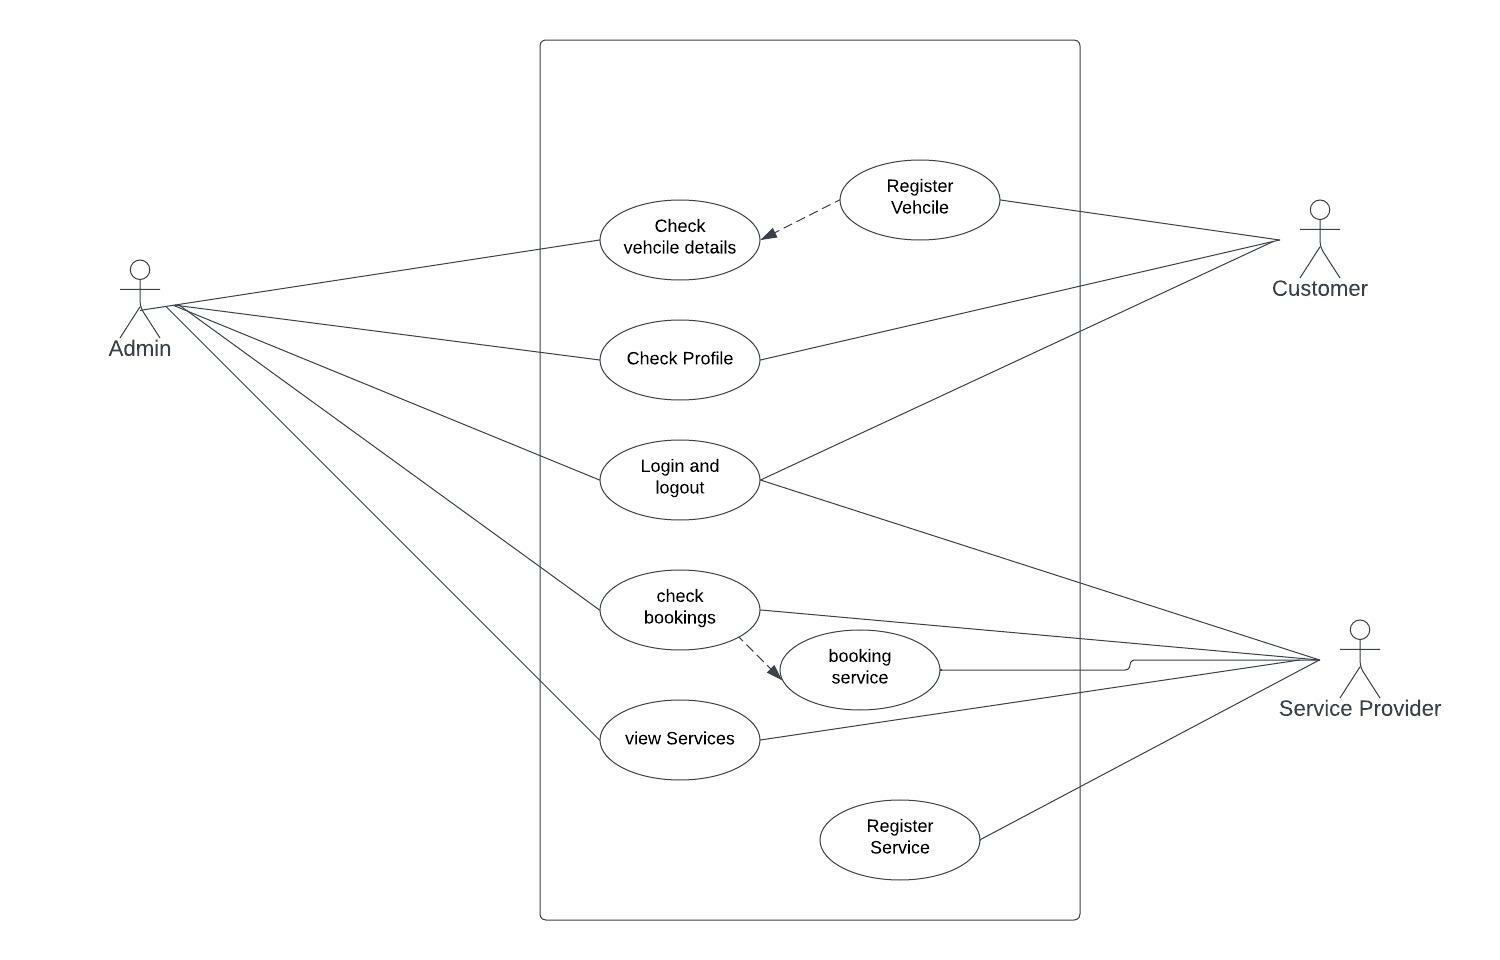 Register
Vehcile
Check
vehcile details
Customer
Admin
Check Profile
Login and
logout
check
bookings
booking
service
Service Provider
view Services
Register
Service